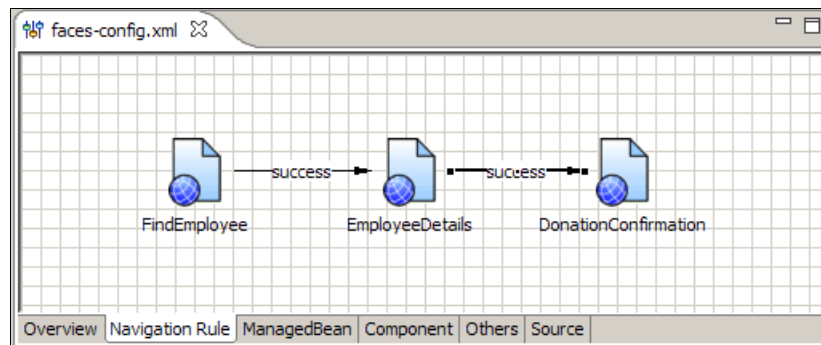 faces-config.xml
success success
FindEmployee EmployeeDetails DonationConfirmation
Overview Navigation Rule ManagedBean Component Others Source